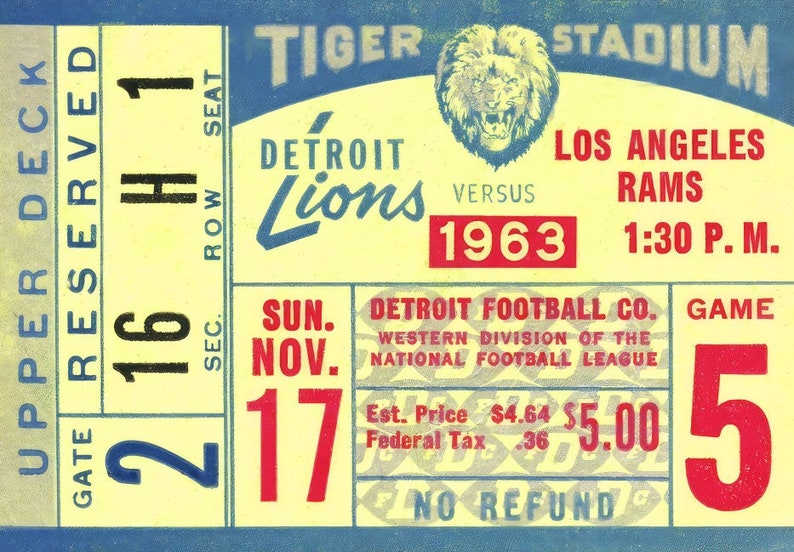 UPPER DECK
RESERVED
SEC. ROW SEAT
16 H 1
GATE
2
TIGER STADIUM
DETROIT
Lions
VERSUS
1963
LOS ANGELES
RAMS
1:30 P. M.
SUN.
NOV.
17
DETROIT FOOTBALL CO.
WESTERN DIVISION OF THE
NATIONAL FOOTBALL LEAGUE
Est. Price $4.64
Federal Tax .36
$5.00
NO REFUND
GAME
5